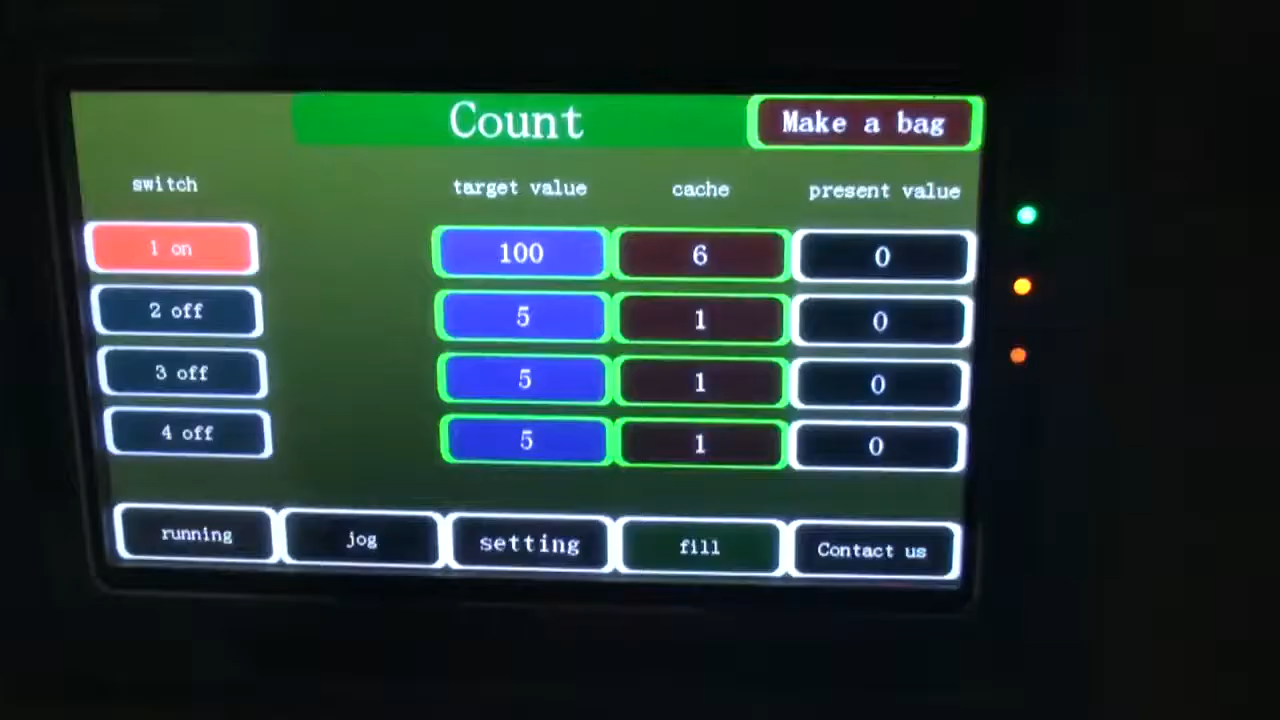 Count
Make a bag
switch target value cache present value
1 on 100 6 0
2 off 5 1 0
3 off 5 1 0
4 off 5 1 0
running jog setting fill Contact us